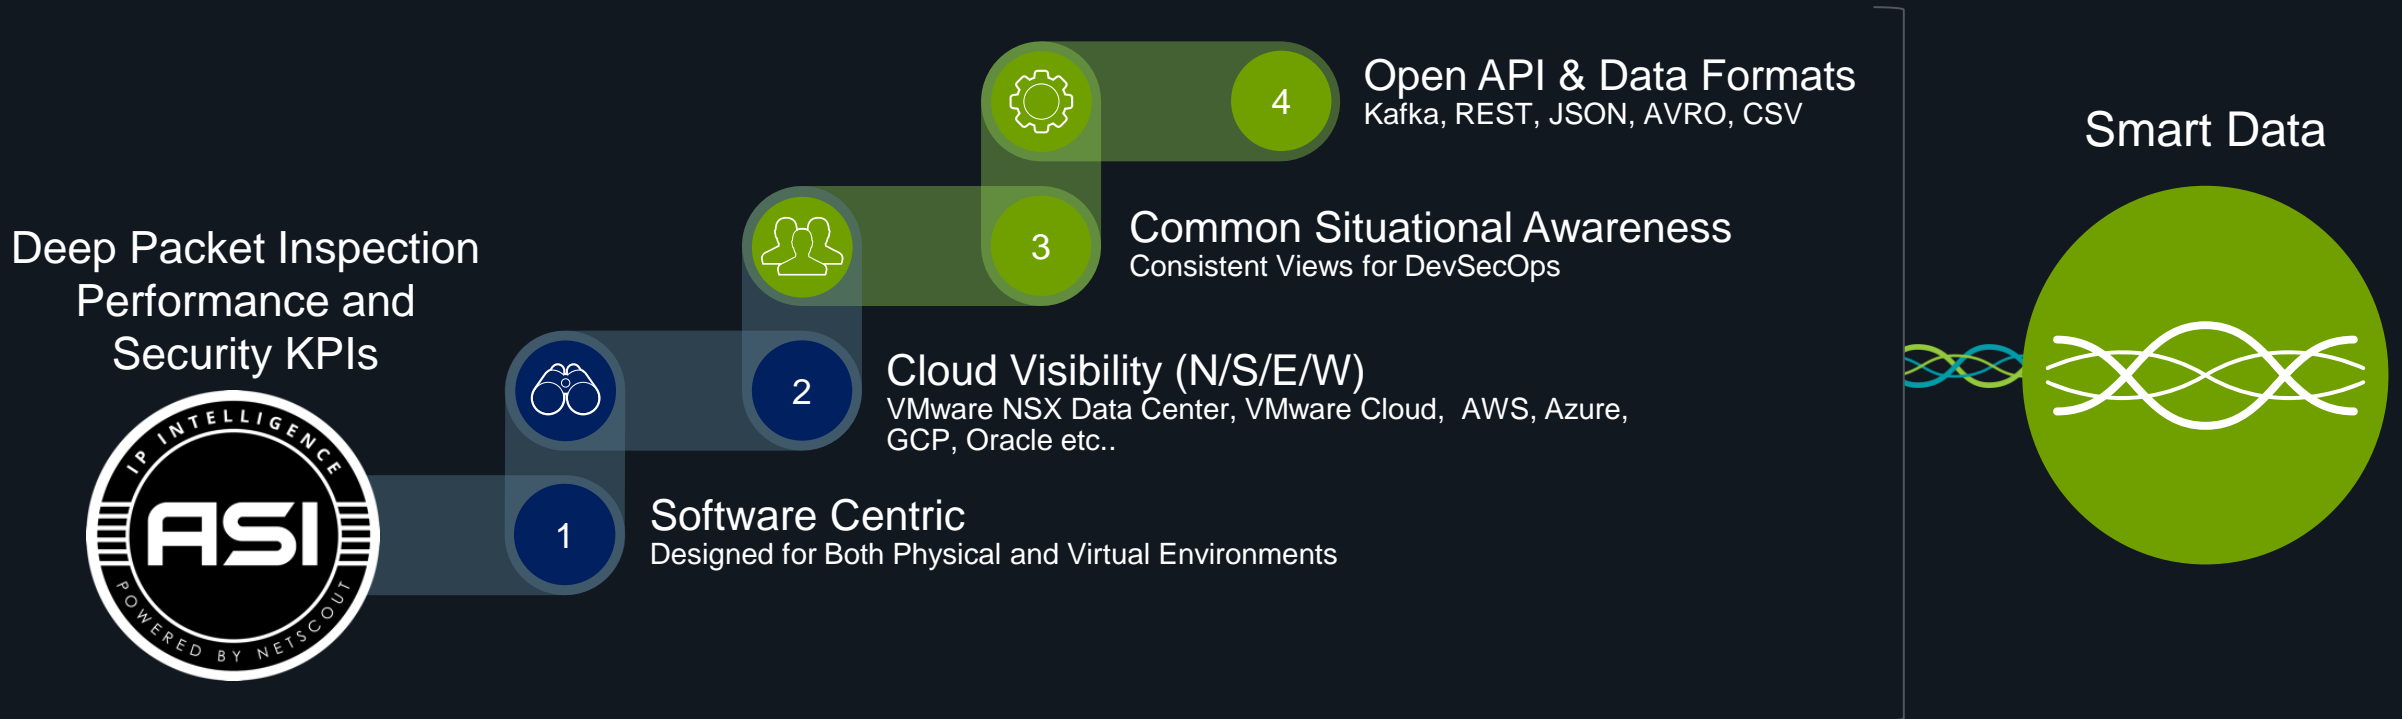 Deep Packet Inspection
Performance and
Security KPIs
IP INTELLIGENCE
ASI
POWERED BY NETSCOUT
1
Software Centric
Designed for Both Physical and Virtual Environments
2
Cloud Visibility (N/S/E/W)
VMware NSX Data Center, VMware Cloud,  AWS, Azure,
GCP, Oracle etc..
3
Common Situational Awareness
Consistent Views for DevSecOps
4
Open API & Data Formats
Kafka, REST, JSON, AVRO, CSV
Smart Data